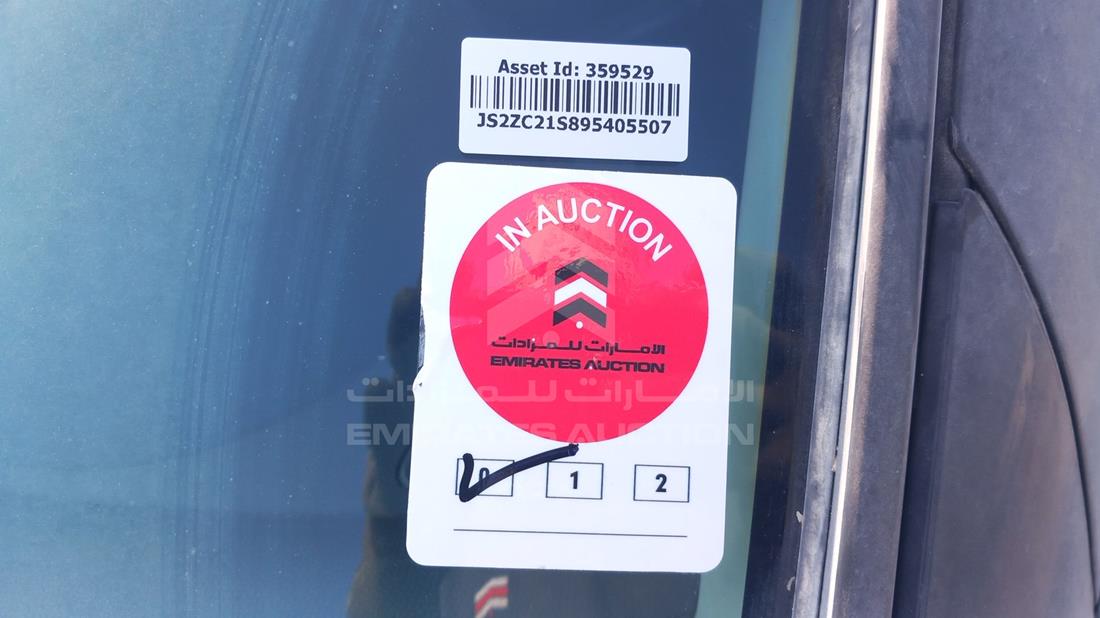 Asset Id: 359529
JS2ZC21S895405507
IN AUCTION
الامارات للمزادات
EMIRATES AUCTION
الامارات للمزادات
EMIRATES AUCTION
0 1 2